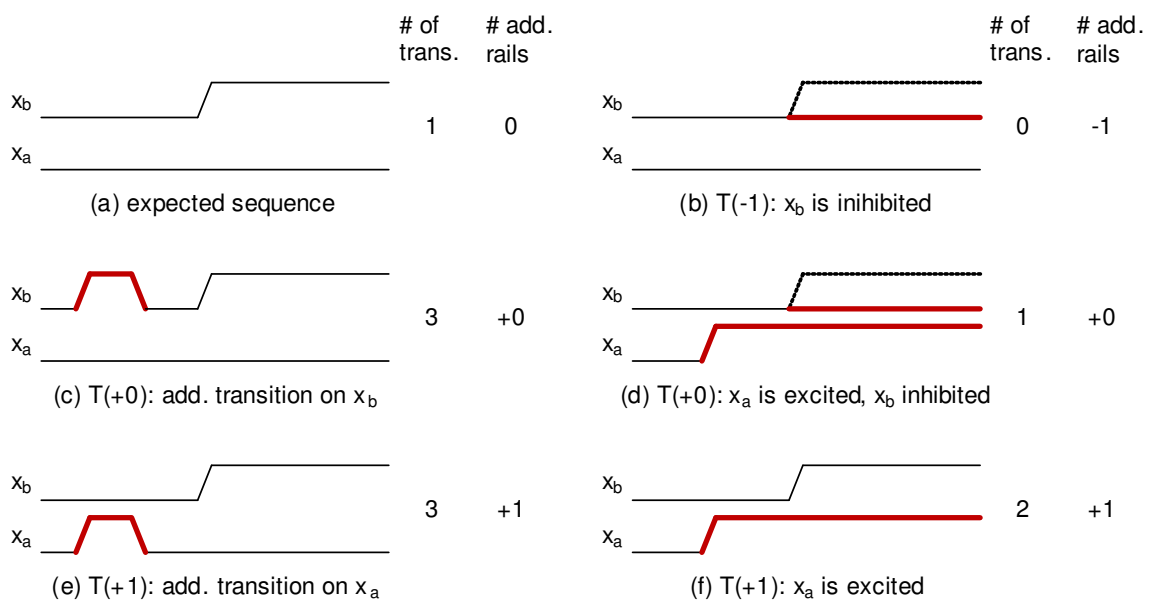 # of trans. # add. rails
x_b
1 0
x_a
(a) expected sequence
# of trans. # add. rails
x_b
0 -1
x_a
(b) T(-1): x_b is inihibited
x_b
3 +0
x_a
(c) T(+0): add. transition on x_b
x_b
1 +0
x_a
(d) T(+0): x_a is excited, x_b inhibited
x_b
3 +1
x_a
(e) T(+1): add. transition on x_a
x_b
2 +1
x_a
(f) T(+1): x_a is excited